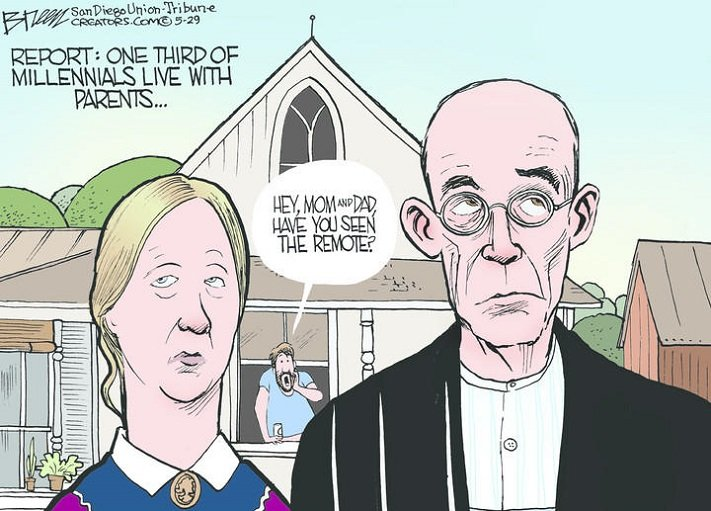 BREEN San Diego Union-Tribune
CREATORS.COM © 5-29
REPORT: ONE THIRD OF
MILLENNIALS LIVE WITH
PARENTS...
HEY, MOM AND DAD,
HAVE YOU SEEN
THE REMOTE?